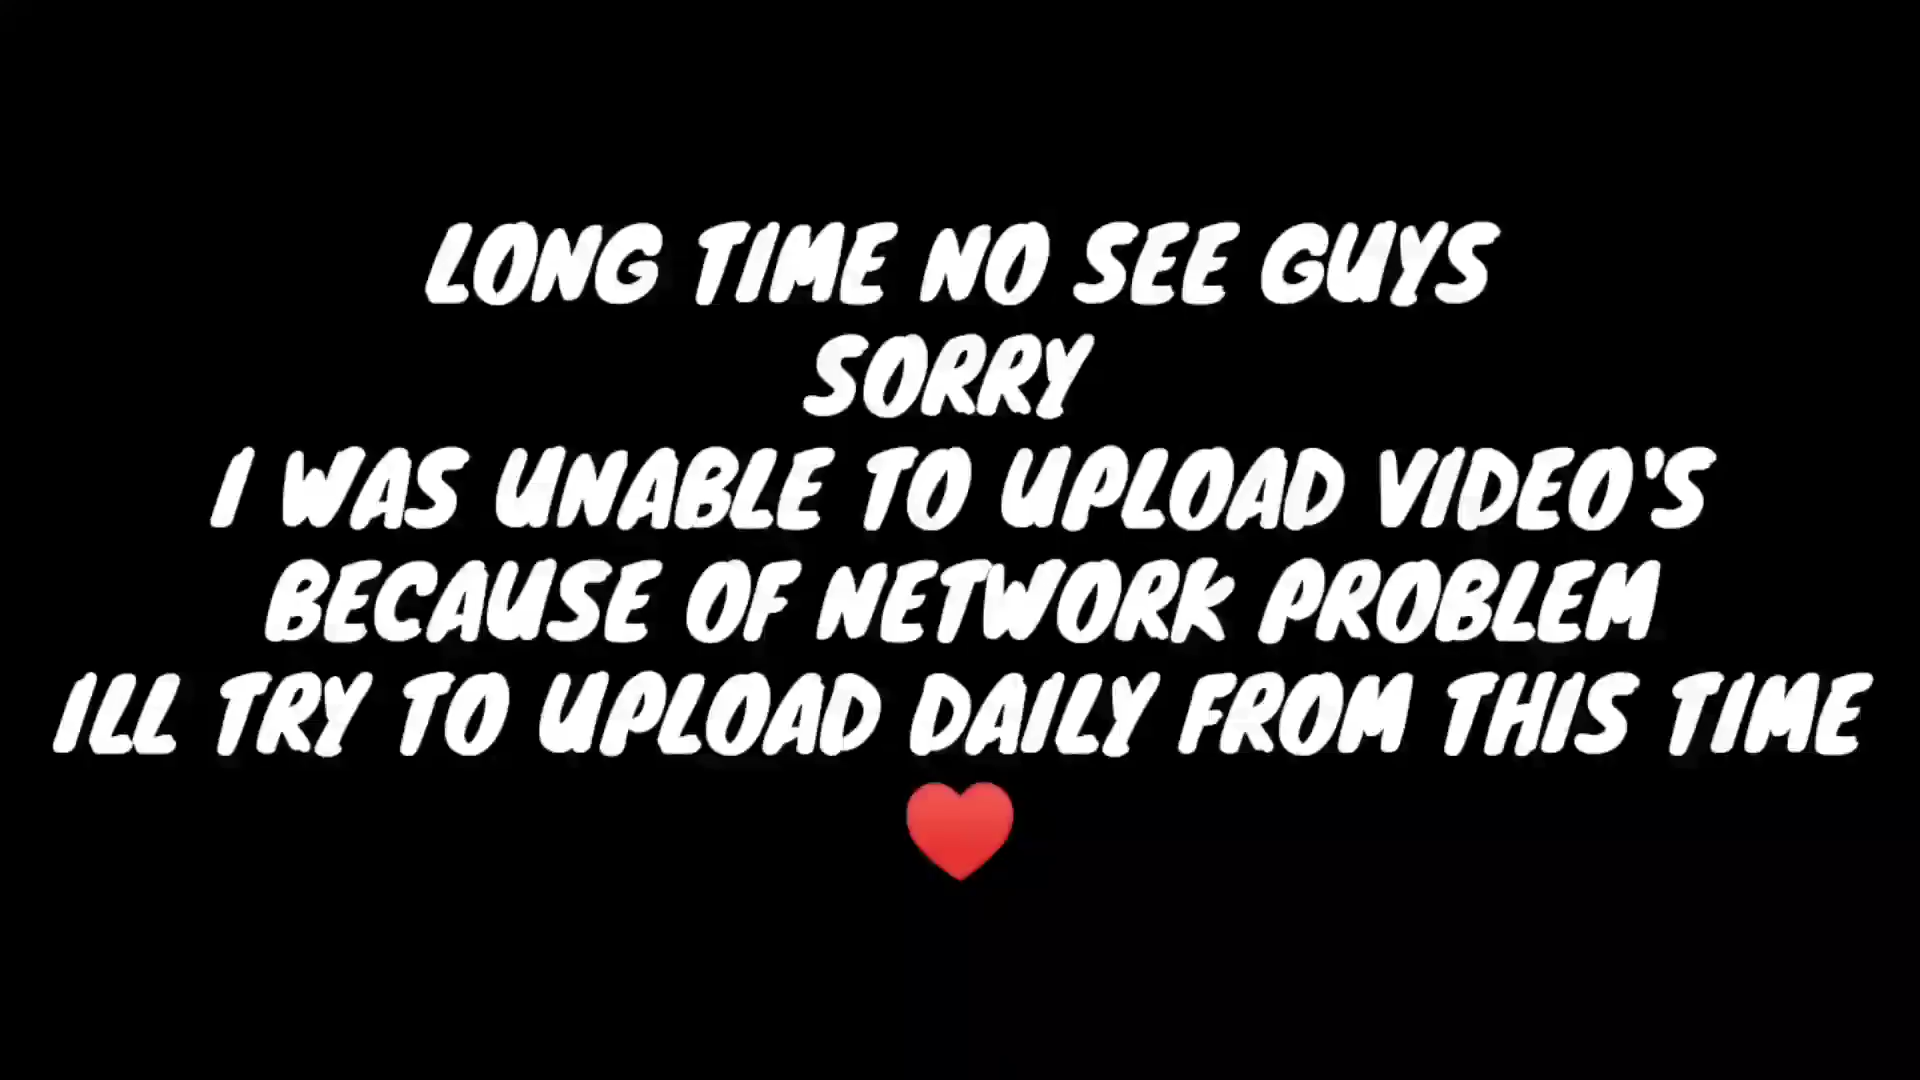 LONG TIME NO SEE GUYS
SORRY
I WAS UNABLE TO UPLOAD VIDEO'S
BECAUSE OF NETWORK PROBLEM
ILL TRY TO UPLOAD DAILY FROM THIS TIME
♥️